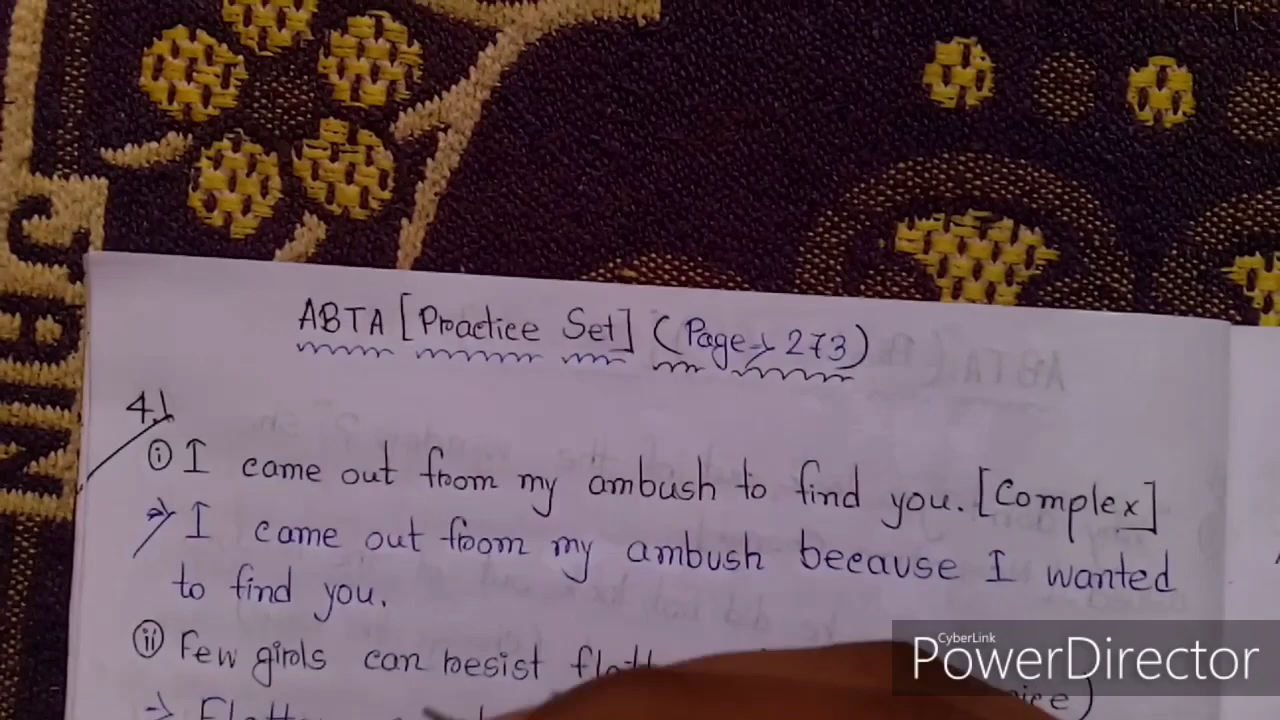 ABTA [Practice Set] (Page → 273)
4.
(i) I came out from my ambush to find you. [Complex]
⇒ I came out from my ambush because I wanted
to find you.
(ii) Few girls can resist
CyberLink
PowerDirector